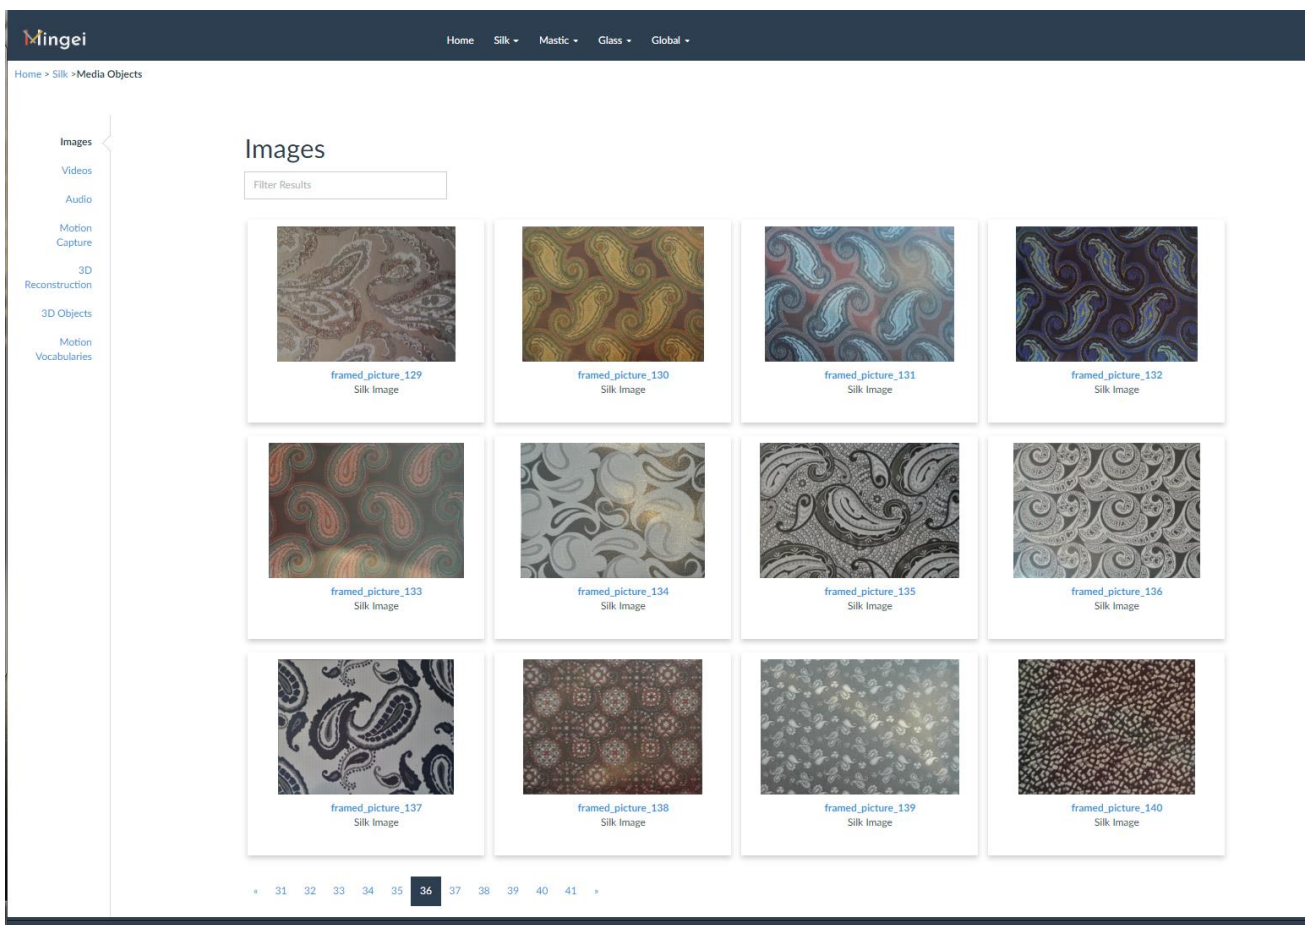 Mingei
Home Silk Mastic Glass Global
Home > Silk >Media Objects
Images
Videos
Audio
Motion
Capture
3D
Reconstruction
3D Objects
Motion
Vocabularies
Images
Filter Results
framed_picture_129
Silk Image
framed_picture_130
Silk Image
framed_picture_131
Silk Image
framed_picture_132
Silk Image
framed_picture_133
Silk Image
framed_picture_134
Silk Image
framed_picture_135
Silk Image
framed_picture_136
Silk Image
framed_picture_137
Silk Image
framed_picture_138
Silk Image
framed_picture_139
Silk Image
framed_picture_140
Silk Image
« 31 32 33 34 35 36 37 38 39 40 41 »